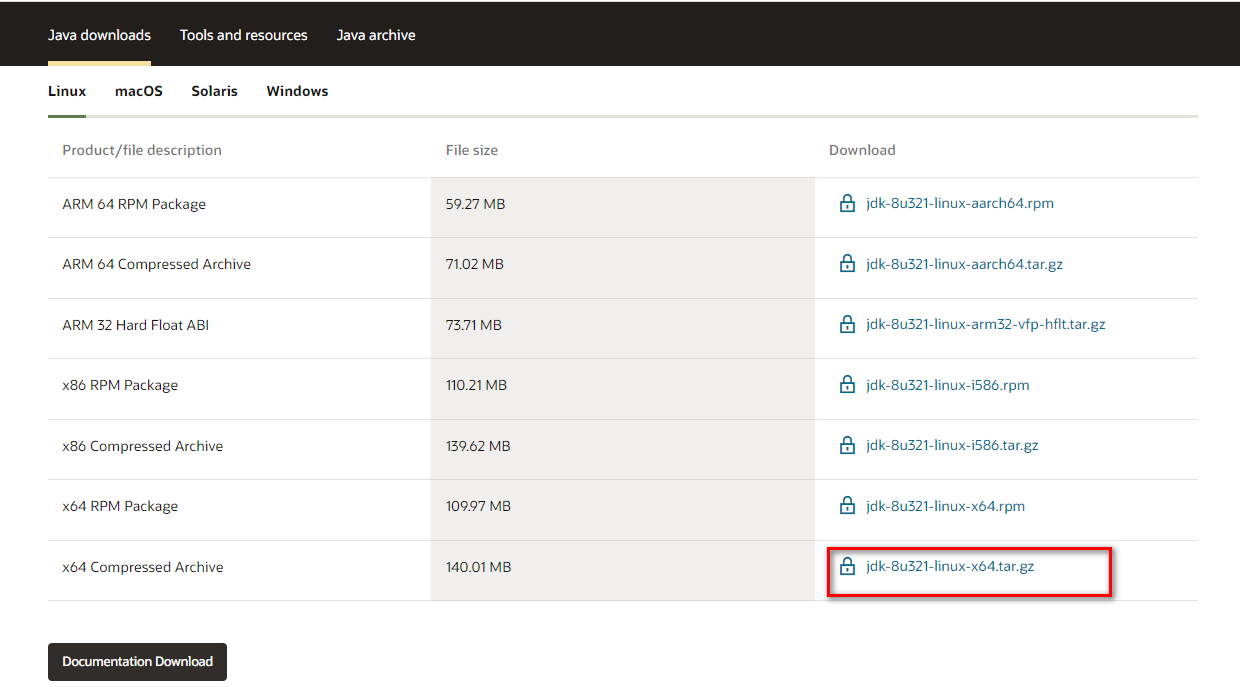 Java downloads Tools and resources Java archive
Linux macOS Solaris Windows
Product/file description File size Download
ARM 64 RPM Package 59.27 MB jdk-8u321-linux-aarch64.rpm
ARM 64 Compressed Archive 71.02 MB jdk-8u321-linux-aarch64.tar.gz
ARM 32 Hard Float ABI 73.71 MB jdk-8u321-linux-arm32-vfp-hflt.tar.gz
x86 RPM Package 110.21 MB jdk-8u321-linux-i586.rpm
x86 Compressed Archive 139.62 MB jdk-8u321-linux-i586.tar.gz
x64 RPM Package 109.97 MB jdk-8u321-linux-x64.rpm
x64 Compressed Archive 140.01 MB jdk-8u321-linux-x64.tar.gz
Documentation Download